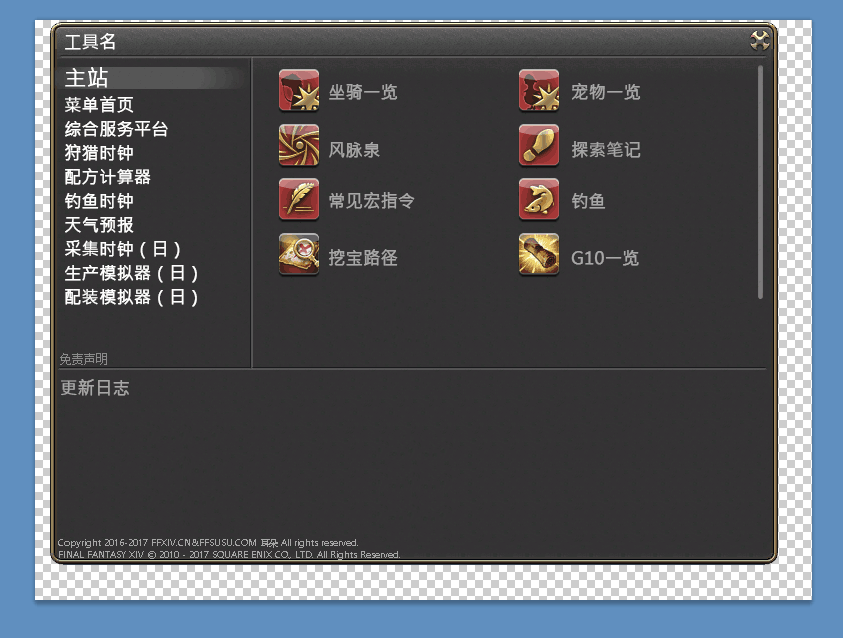 工具名
主站
菜单首页
综合服务平台
狩猎时钟
配方计算器
钓鱼时钟
天气预报
采集时钟（日）
生产模拟器（日）
配装模拟器（日）
免责声明
坐骑一览
宠物一览
风脉泉
探索笔记
常见宏指令
钓鱼
挖宝路径
G10一览
更新日志
Copyright 2016-2017 FFXIV.CN&FFSUSU.COM 耳朵 All rights reserved.
FINAL FANTASY XIV © 2010 - 2017 SQUARE ENIX CO., LTD. All Rights Reserved.